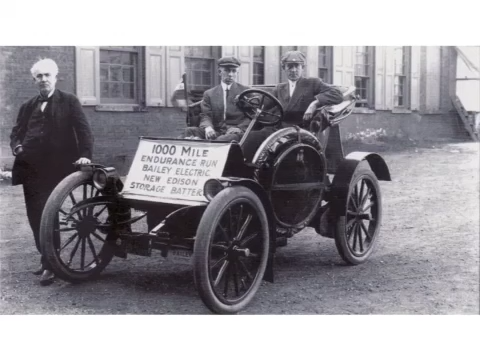 1000 MILE
ENDURANCE RUN
BAILEY ELECTRIC
NEW EDISON
STORAGE BATTER